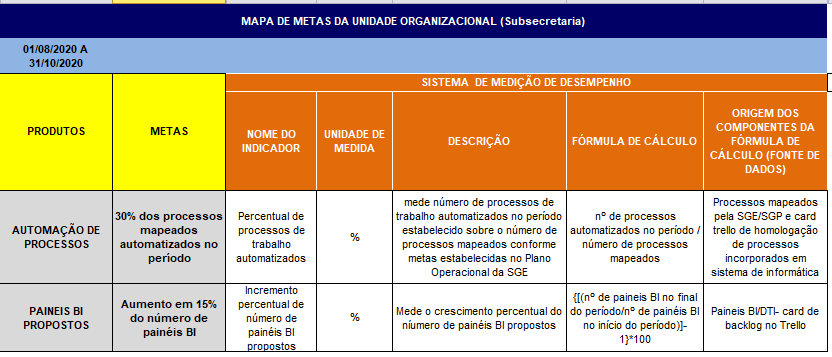 MAPA DE METAS DA UNIDADE ORGANIZACIONAL (Subsecretaria)
01/08/2020 A
31/10/2020
SISTEMA DE MEDIÇÃO DE DESEMPENHO
PRODUTOS
METAS
NOME DO
INDICADOR
UNIDADE DE
MEDIDA
DESCRIÇÃO
FÓRMULA DE CÁLCULO
ORIGEM DOS
COMPONENTES DA
FÓRMULA DE
CÁLCULO (FONTE DE
DADOS)
AUTOMAÇÃO DE
PROCESSOS
30% dos processos
mapeados
automatizados no
período
Percentual de
processos de
trabalho
automatizados
%
mede número de processos de
trabalho automatizados no período
estabelecido sobre o número de
processos mapeados conforme
metas estabelecidas no Plano
Operacional da SGE
nº de processos
automatizados no período /
número de processos
mapeados
Processos mapeados
pela SGE/SGP e card
trello de homologação
de processos
incorporados em
sistema de informática
PAINEIS BI
PROPOSTOS
Aumento em 15%
do número de
painéis BI
Incremento
percentual de
número de
painéis BI
propostos
%
Mede o crescimento percentual do
níumero de painéis BI propostos
{[(nº de paineis BI no final
do período/nº de painéis BI
no início do período)]-
1}*100
Paineis BI/DTI- card de
backlog no Trello